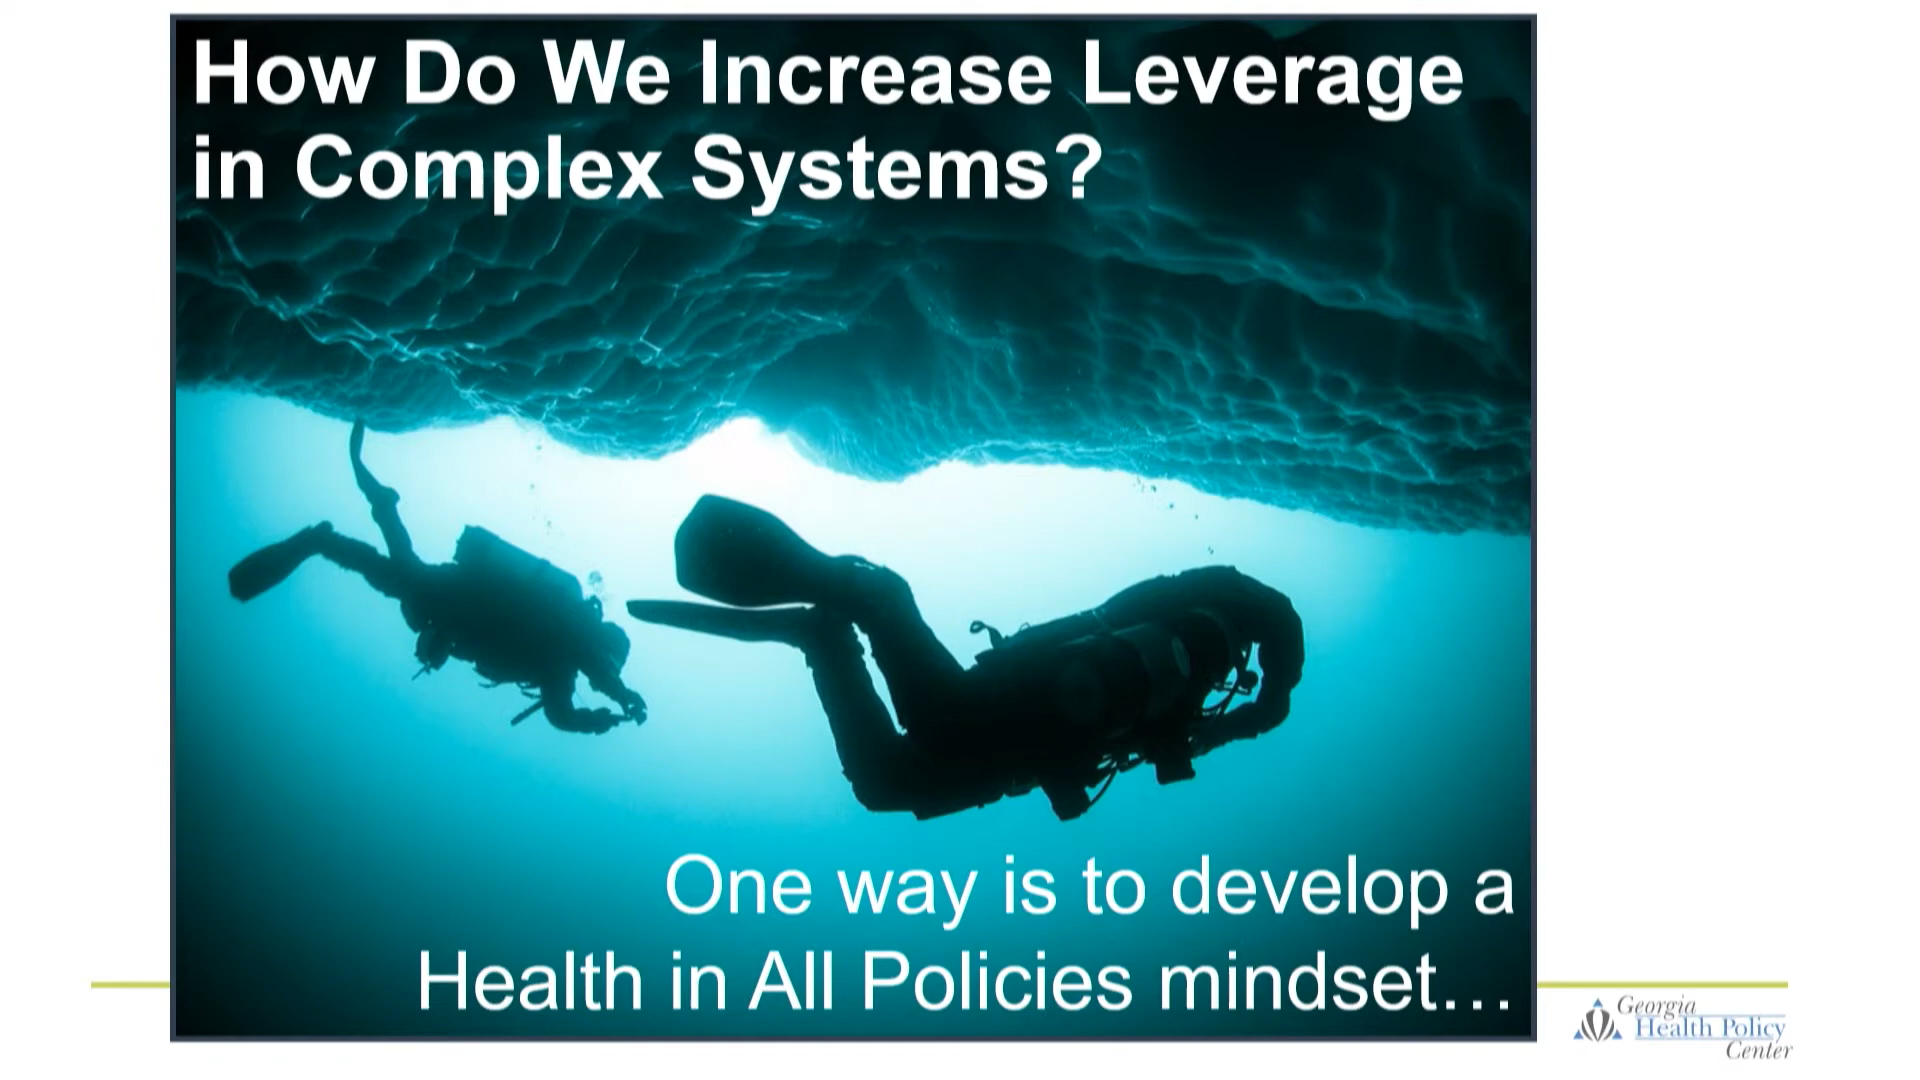 How Do We Increase Leverage
in Complex Systems?
One way is to develop a
Health in All Policies mindset…
Georgia
Health Policy
Center